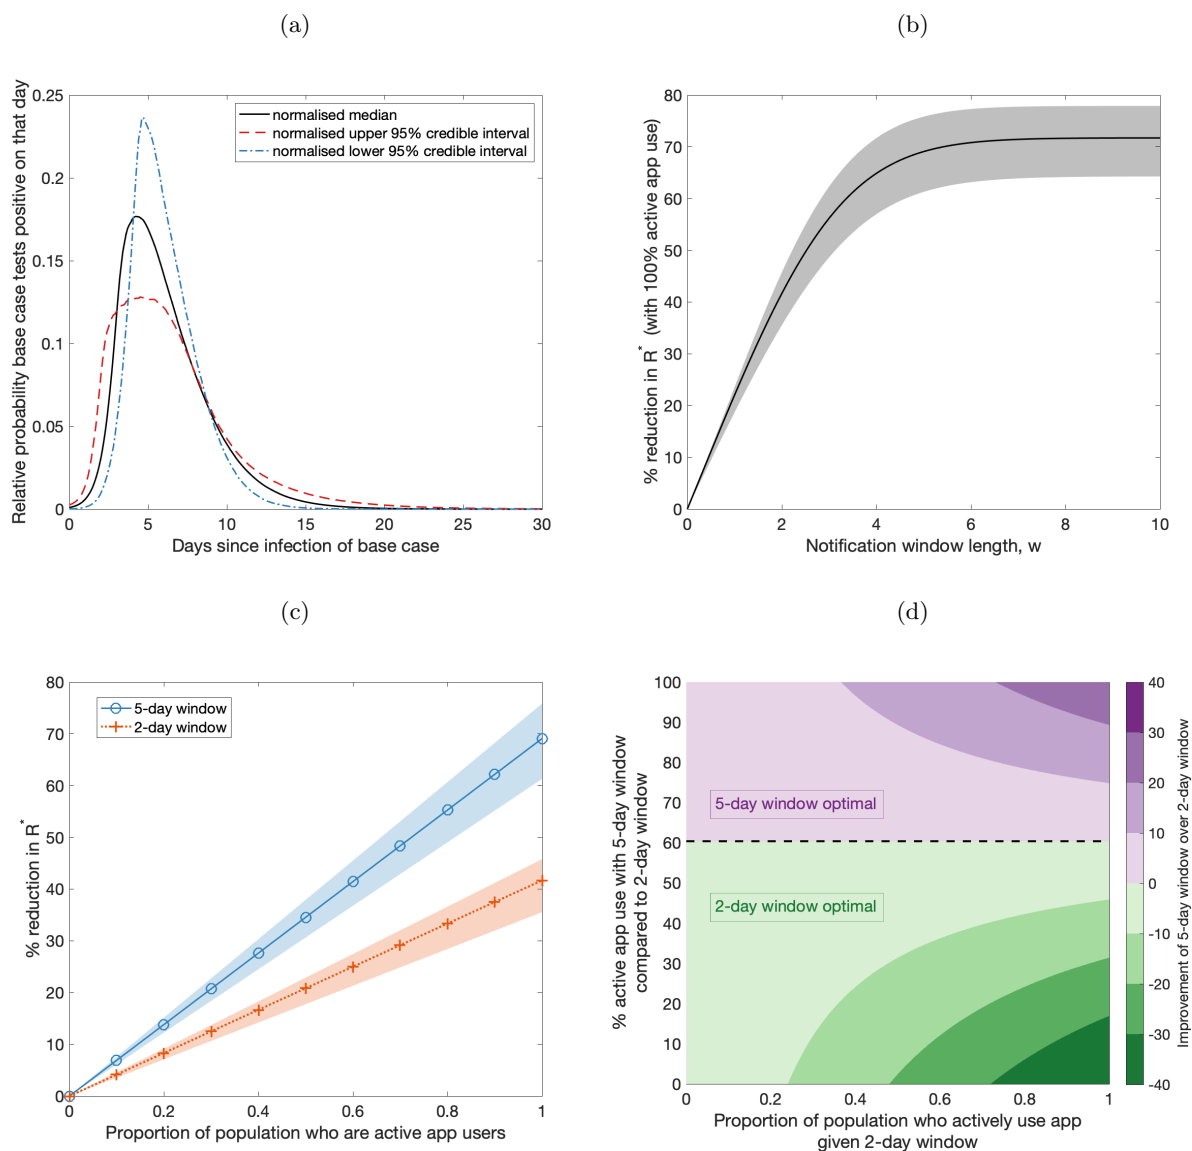 (a)
Relative probability base case tests positive on that day
0.25
0.2
0.15
0.1
0.05
0
normalised median
normalised upper 95% credible interval
normalised lower 95% credible interval
0 5 10 15 20 25 30
Days since infection of base case
(b)
% reduction in R* (with 100% active app use)
80
70
60
50
40
30
20
10
0
0 2 4 6 8 10
Notification window length, w
(c)
% reduction in R*
80
70
60
50
40
30
20
10
0
5-day window
2-day window
0 0.2 0.4 0.6 0.8 1
Proportion of population who are active app users
(d)
% active app use with 5-day window
compared to 2-day window
100
90
80
70
60
50
40
30
20
10
0
5-day window optimal
2-day window optimal
0 0.2 0.4 0.6 0.8 1
Proportion of population who actively use app
given 2-day window
40
30
20
10
0
-10
-20
-30
-40
Improvement of 5-day window over 2-day window